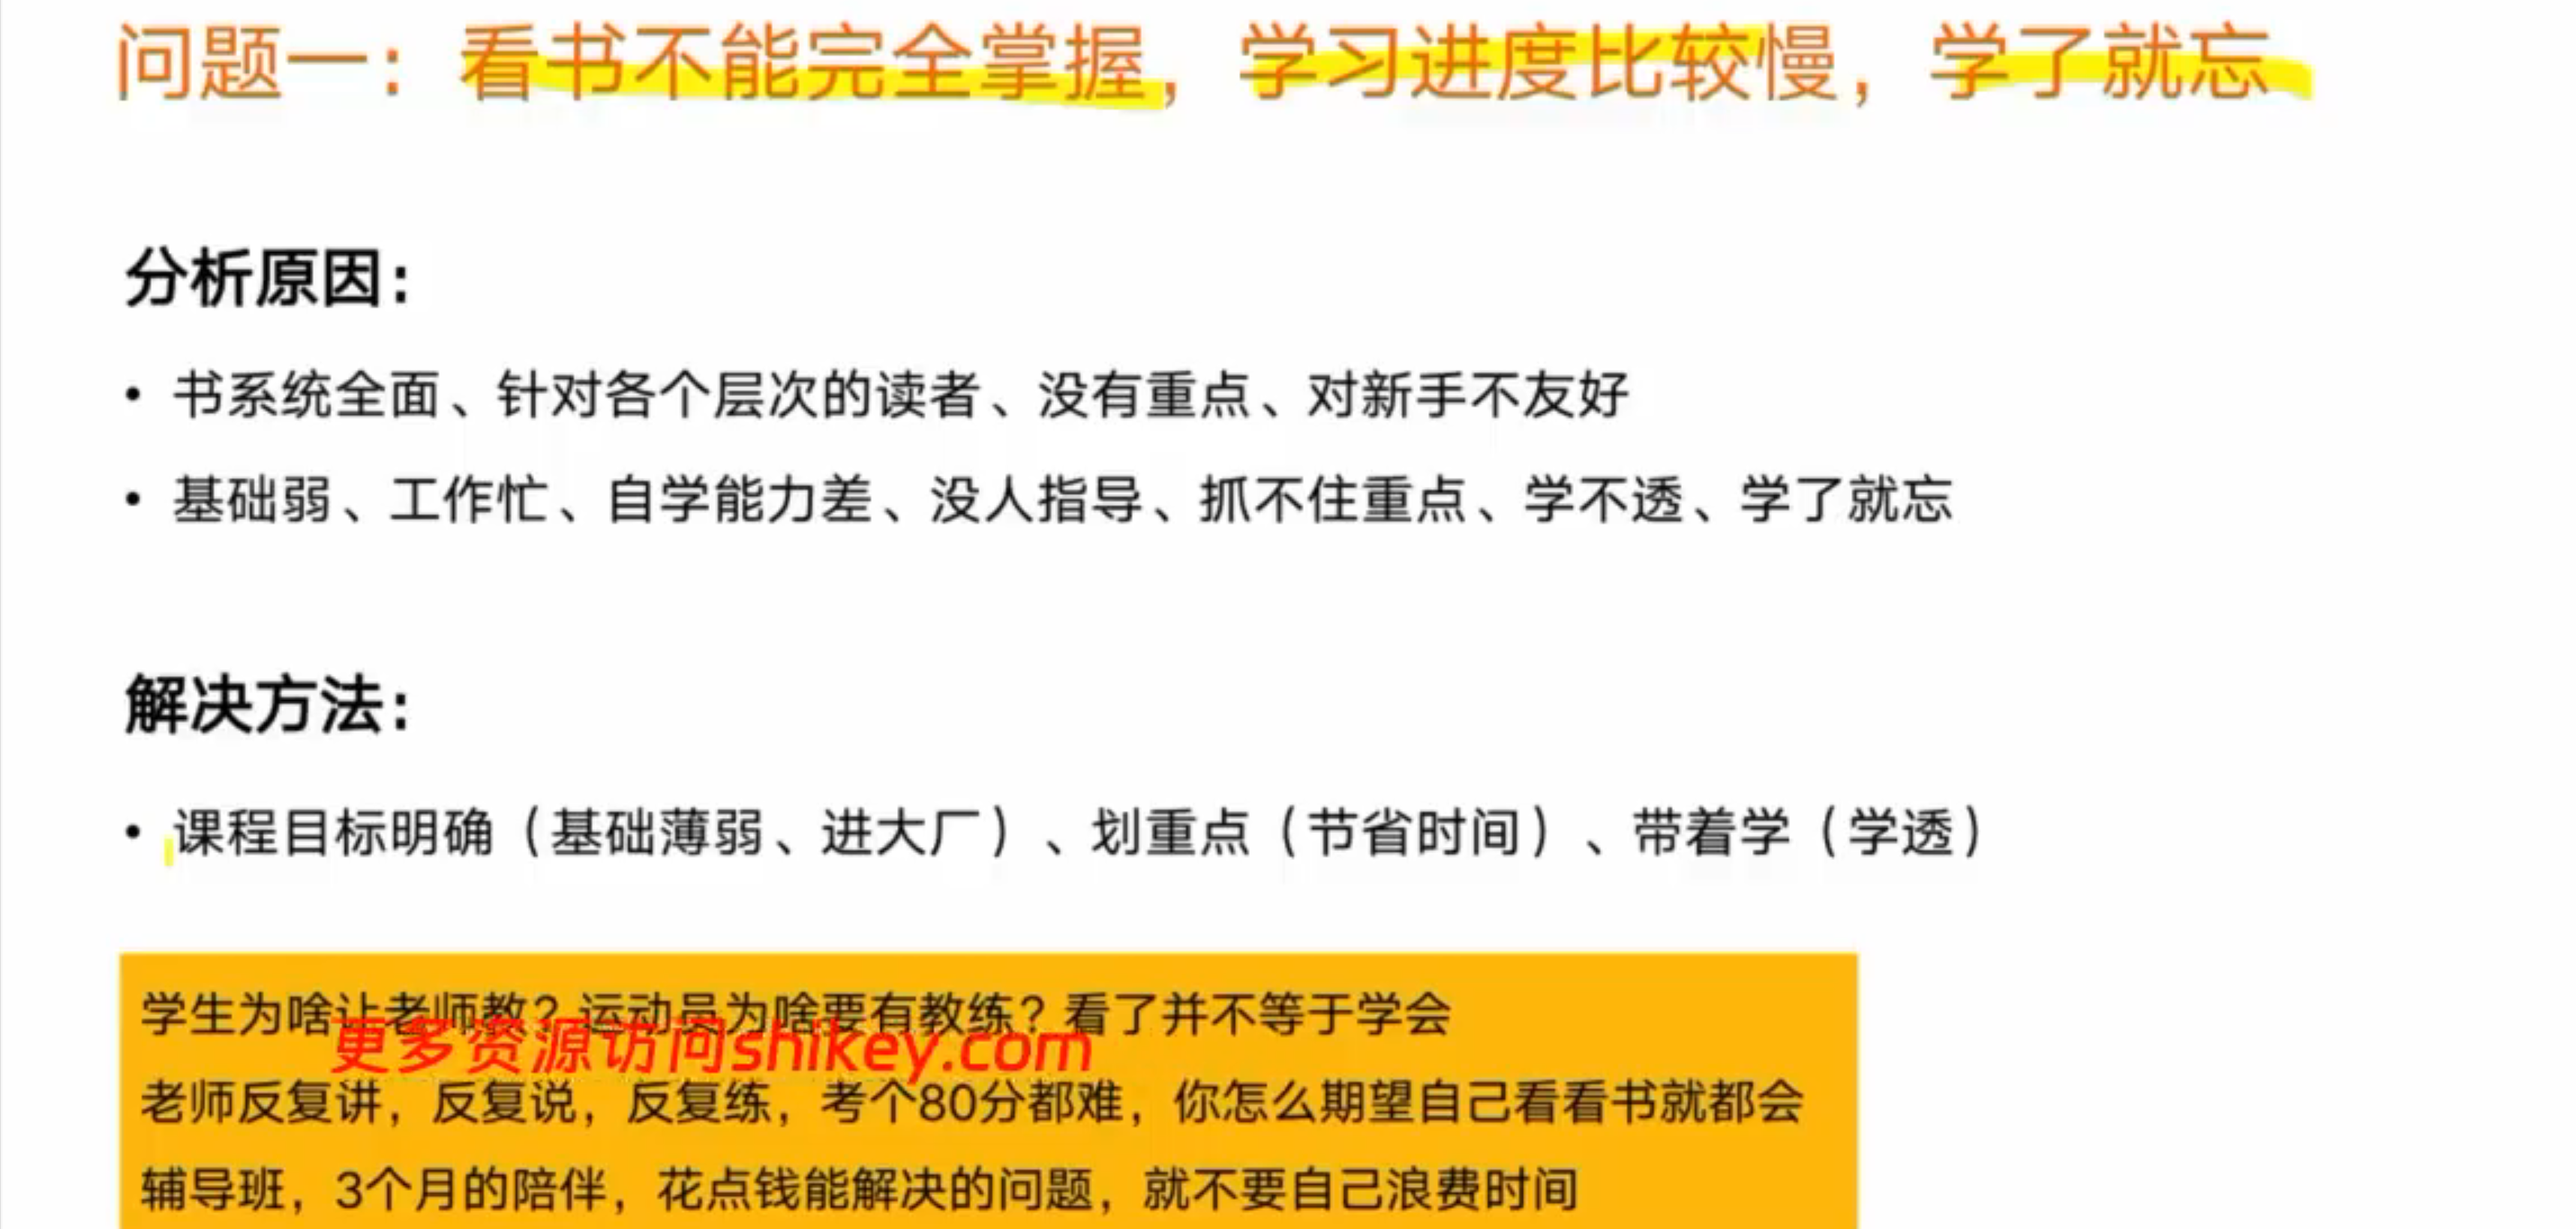 问题一：看书不能完全掌握，学习进度比较慢，学了就忘
分析原因：
• 书系统全面、针对各个层次的读者、没有重点、对新手不友好
• 基础弱、工作忙、自学能力差、没人指导、抓不住重点、学不透、学了就忘
解决方法：
• 课程目标明确（基础薄弱、进大厂）、划重点（节省时间）、带着学（学透）
学生为啥让老师教？运动员为啥要有教练？看了并不等于学会
更多资源访问shikey.com
老师反复讲，反复说，反复练，考个80分都难，你怎么期望自己看看书就都会
辅导班，3个月的陪伴，花点钱能解决的问题，就不要自己浪费时间